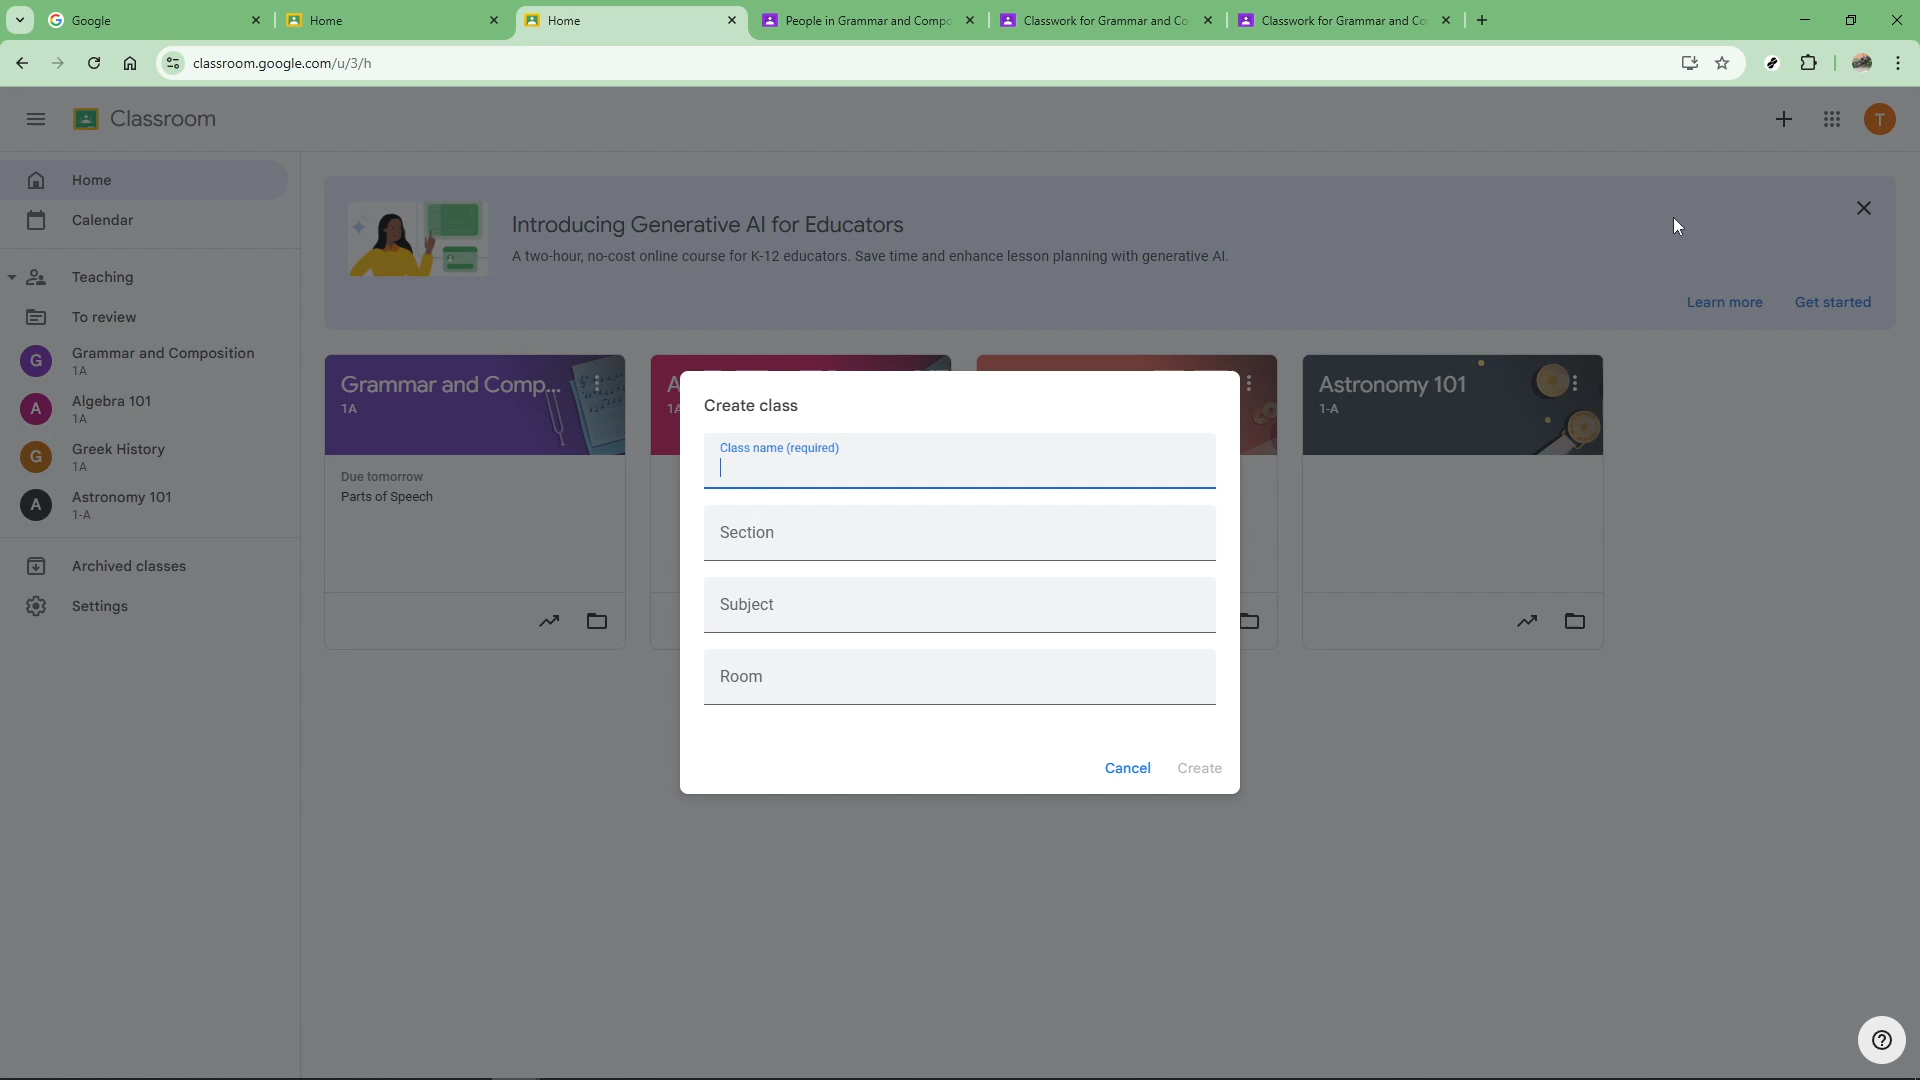 Google
Home
Home
People in Grammar and Compo
Classwork for Grammar and Co
Classwork for Grammar and Co
classroom.google.com/u/3/h
Classroom
T
Home
Calendar
Teaching
To review
G
Grammar and Composition
1A
A
Algebra 101
1A
G
Greek History
1A
A
Astronomy 101
1-A
Archived classes
Settings
Introducing Generative AI for Educators
A two-hour, no-cost online course for K-12 educators. Save time and enhance lesson planning with generative AI.
Learn more
Get started
Grammar and Comp...
1A
Due tomorrow
Parts of Speech
A
1A
Astronomy 101
1-A
Create class
Class name (required)
Section
Subject
Room
Cancel
Create